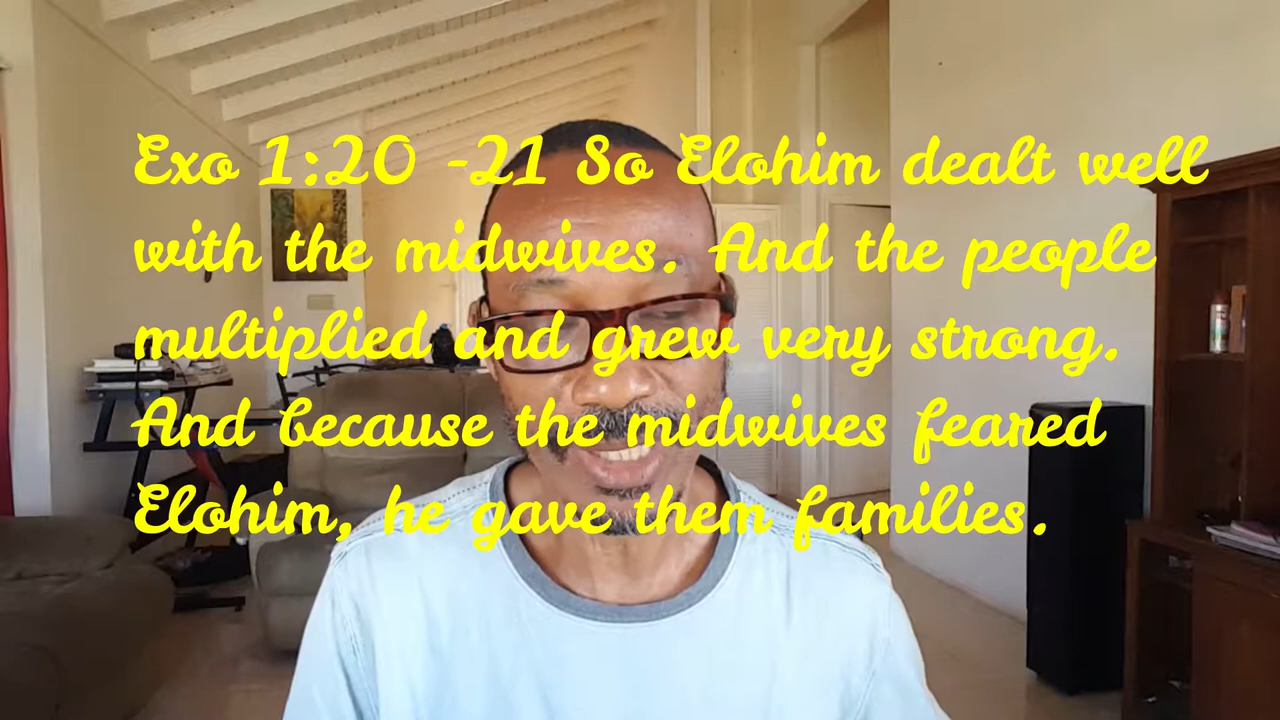 Exo 1:20 -21 So Elohim dealt well
with the midwives. And the people
multiplied and grew very strong.
And because the midwives feared
Elohim, he gave them families.